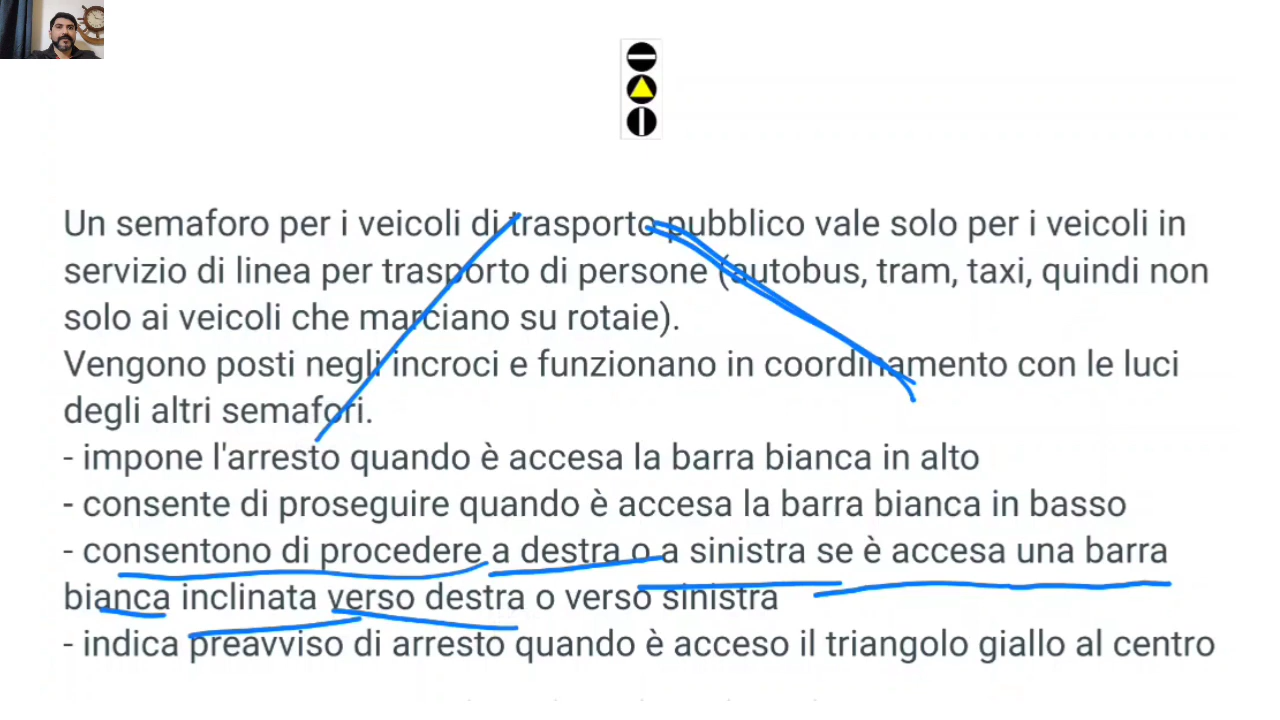 Un semaforo per i veicoli di trasporto pubblico vale solo per i veicoli in
servizio di linea per trasporto di persone (autobus, tram, taxi, quindi non
solo ai veicoli che marciano su rotaie).
Vengono posti negli incroci e funzionano in coordinamento con le luci
degli altri semafori.
- impone l'arresto quando è accesa la barra bianca in alto
- consente di proseguire quando è accesa la barra bianca in basso
- consentono di procedere a destra o a sinistra se è accesa una barra
bianca inclinata verso destra o verso sinistra
- indica preavviso di arresto quando è acceso il triangolo giallo al centro